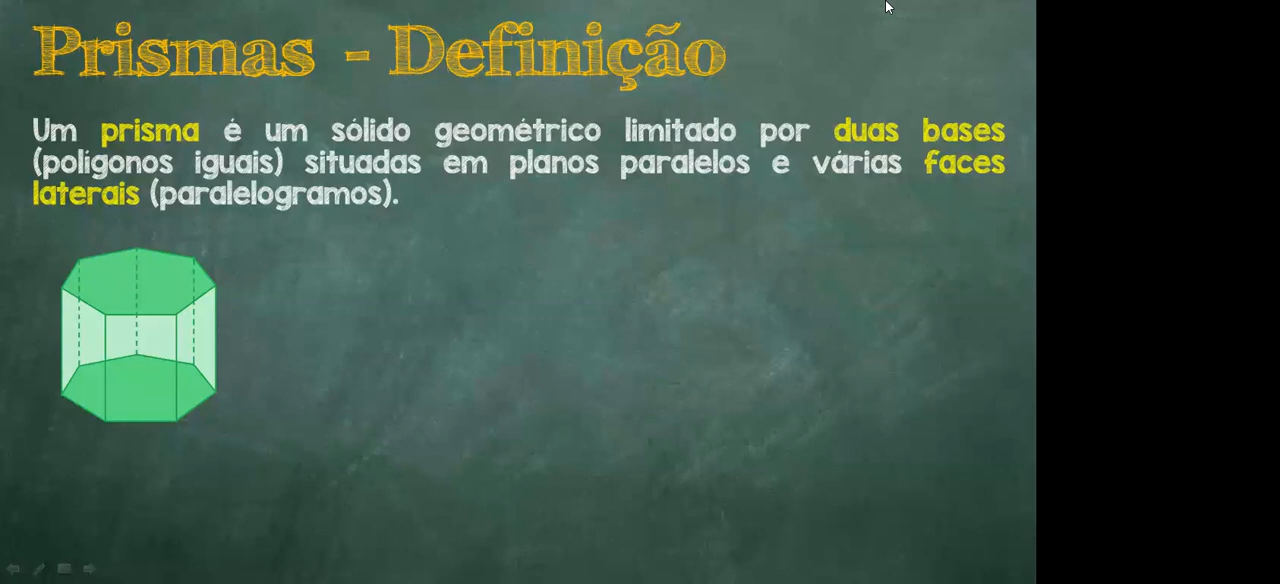 Prismas - Definição
Um prisma é um sólido geométrico limitado por duas bases
(polígonos iguais) situadas em planos paralelos e várias faces
laterais (paralelogramos).